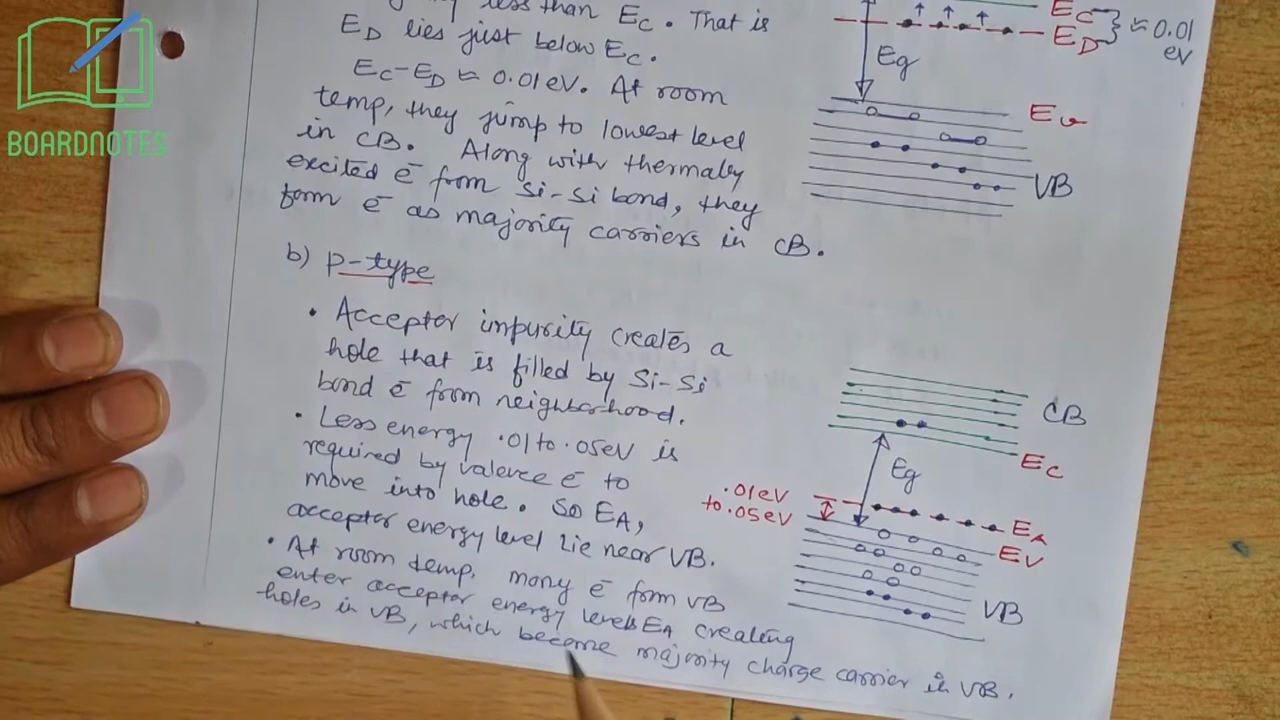 less than Ec. That is
ED lies just below Ec.
Ec-ED ≈ 0.01eV. At room
temp, they jump to lowest level
in CB. Along with thermally
excited ē from Si-Si bond, they
form ē as majority carriers in CB.
b) p-type
• Accepter impurity creates a
hole that is filled by Si-Si
bond ē from neighborhood.
• Less energy .01 to .05eV is
required by valence ē to
move into hole. So EA,
accepter energy level lie near VB.
• At room temp. many ē form VB
enter accepter energy levels EA creating
holes in VB, which become majority charge carrier in VB.
Ec
ED
≈ 0.01
eV
Eg
Ev
VB
CB
Ec
Eg
.01eV
to .05eV
EA
EV
VB
BOARDNOTES